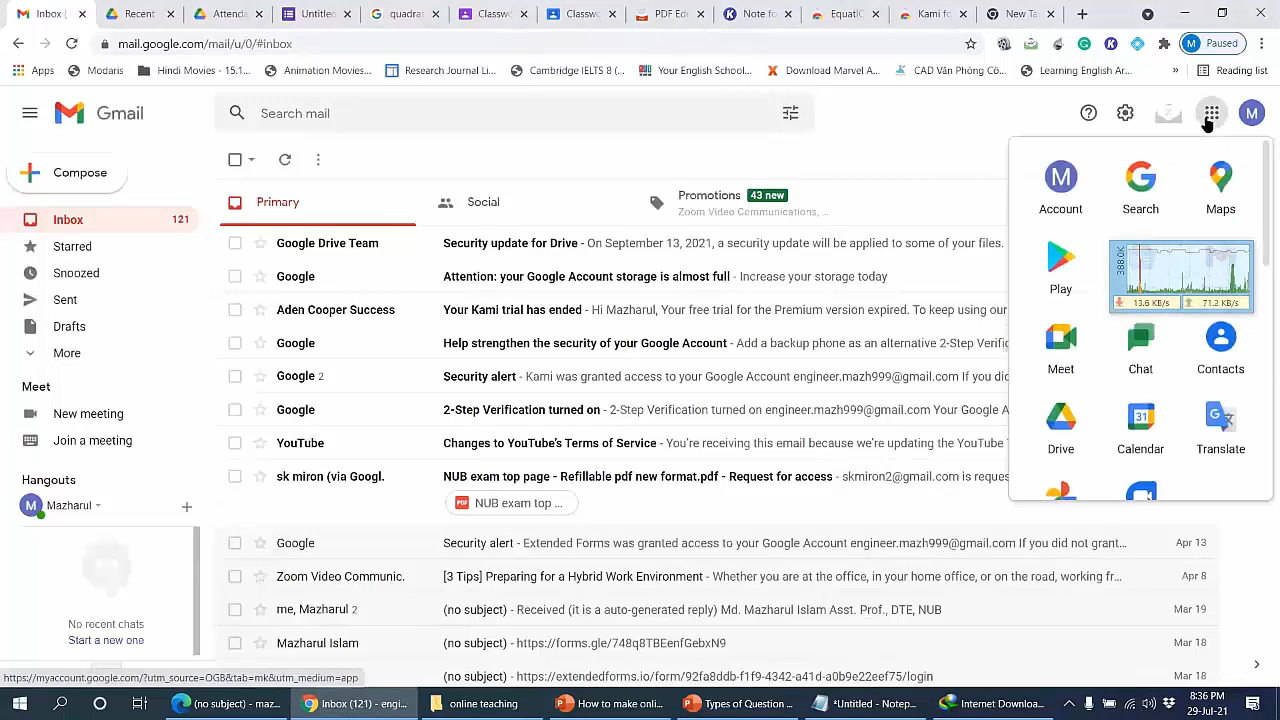 Inbox (
Recent
Attende
Untitled
quadrat
Classwo
Classwo
PDF Edi
Note for
EquatIC
Kami fo
New Ta
mail.google.com/mail/u/0/#inbox
Paused
Apps
Modaris
Hindi Movies - 15.1...
Animation Movies...
Research Journal Li...
Cambridge IELTS 8 (...
Your English School...
Download Marvel A...
CAD Văn Phòng Cô...
Learning English Ar...
Reading list
Gmail
Search mail
M
Compose
Inbox 121
Starred
Snoozed
Sent
Drafts
More
Meet
New meeting
Join a meeting
Hangouts
Mazharul
No recent chats
Start a new one
Primary
Social
Promotions 43 new
Zoom Video Communications, ...
Google Drive Team Security update for Drive - On September 13, 2021, a security update will be applied to some of your files.
Google Attention: your Google Account storage is almost full - Increase your storage today
Aden Cooper Success Your Kami trial has ended - Hi Mazharul, Your free trial for the Premium version expired. To keep using our
Google Help strengthen the security of your Google Account - Add a backup phone as an alternative 2-Step Verifi
Google 2 Security alert - Kami was granted access to your Google Account engineer.mazh999@gmail.com If you did
Google 2-Step Verification turned on - 2-Step Verification turned on engineer.mazh999@gmail.com Your Google A
YouTube Changes to YouTube's Terms of Service - You're receiving this email because we're updating the YouTube
sk miron (via Googl. NUB exam top page - Refillable pdf new format.pdf - Request for access - skmiron2@gmail.com is reques
PDF NUB exam top ...
Google Security alert - Extended Forms was granted access to your Google Account engineer.mazh999@gmail.com If you did not grant... Apr 13
Zoom Video Communic. [3 Tips] Preparing for a Hybrid Work Environment - Whether you are at the office, in your home office, or on the road, working fr... Apr 8
me, Mazharul 2 (no subject) - Received (it is a auto-generated reply) Md. Mazharul Islam Asst. Prof., DTE, NUB Mar 19
Mazharul Islam (no subject) - https://forms.gle/748q8TBEenfGebxN9 Mar 18
(no subject) - https://extendedforms.io/form/92fa8ddb-f1f9-4342-a41d-a0b9e22eef75/login Mar 18
Account
Search
Maps
Play
388.0K
13.6 KB/s
71.2 KB/s
Meet
Chat
Contacts
Drive
31
Calendar
Translate
https://myaccount.google.com/?utm_source=OGB&tab=mk&utm_medium=app
(no subject) - maz...
Inbox (121) - engi...
online teaching
How to make onli...
Types of Question ...
*Untitled - Notep...
Internet Download...
8:36 PM
29-Jul-21